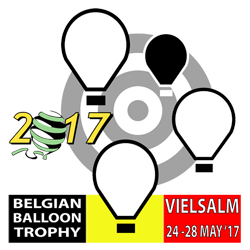 2017
BELGIAN
BALLOON
TROPHY
VIELSALM
24 -28 MAY '17